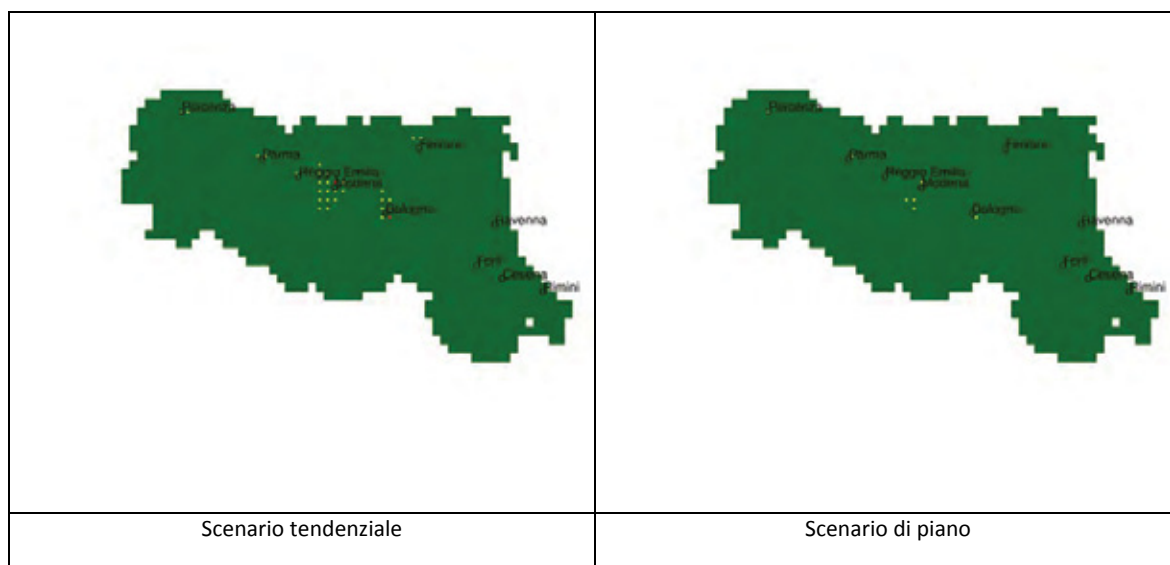 Piacenza
Parma
Ferrara
Reggio Emilia
Modena
Bologna
Ravenna
Forlì
Cesena
Rimini
Piacenza
Parma
Ferrara
Reggio Emilia
Modena
Bologna
Ravenna
Forlì
Cesena
Rimini
Scenario tendenziale
Scenario di piano